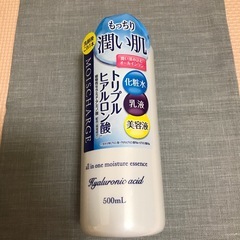 もっちり
潤い肌
化粧水
乳液
美容液
トリプル
ヒアルロン酸
MOISCHARGE
all in one moisture essence
Hyaluronic acid
500mL